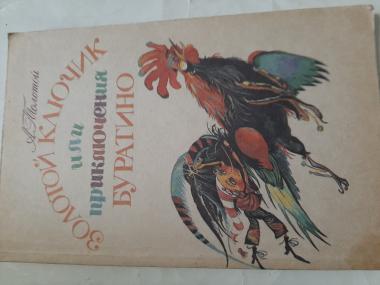 А. Толстой
ЗОЛОТОЙ КЛЮЧИК
или
приключения
БУРАТИНО